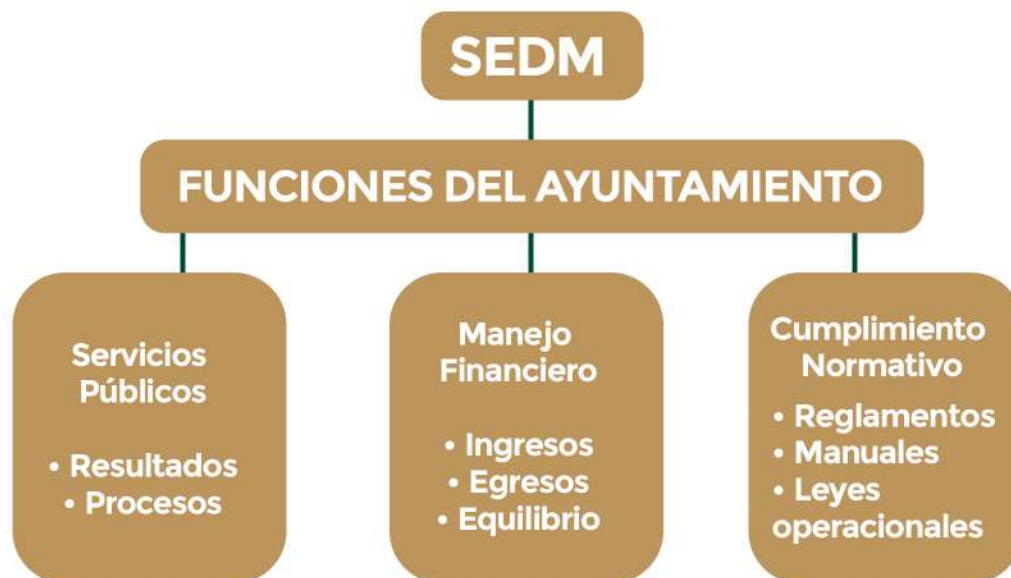 SEDM
FUNCIONES DEL AYUNTAMIENTO
Servicios
Públicos
• Resultados
• Procesos
Manejo
Financiero
• Ingresos
• Egresos
• Equilibrio
Cumplimiento
Normativo
• Reglamentos
• Manuales
• Leyes
operacionales